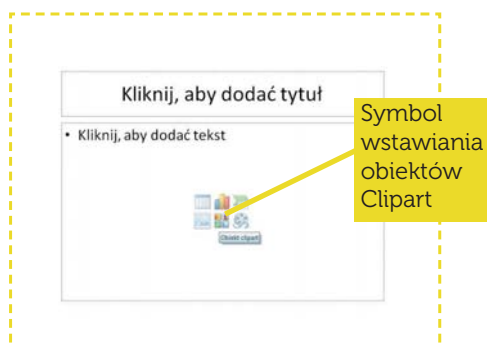 Kliknij, aby dodać tytuł
• Kliknij, aby dodać tekst
Obiekt clipart
Symbol
wstawiania
obiektów
Clipart